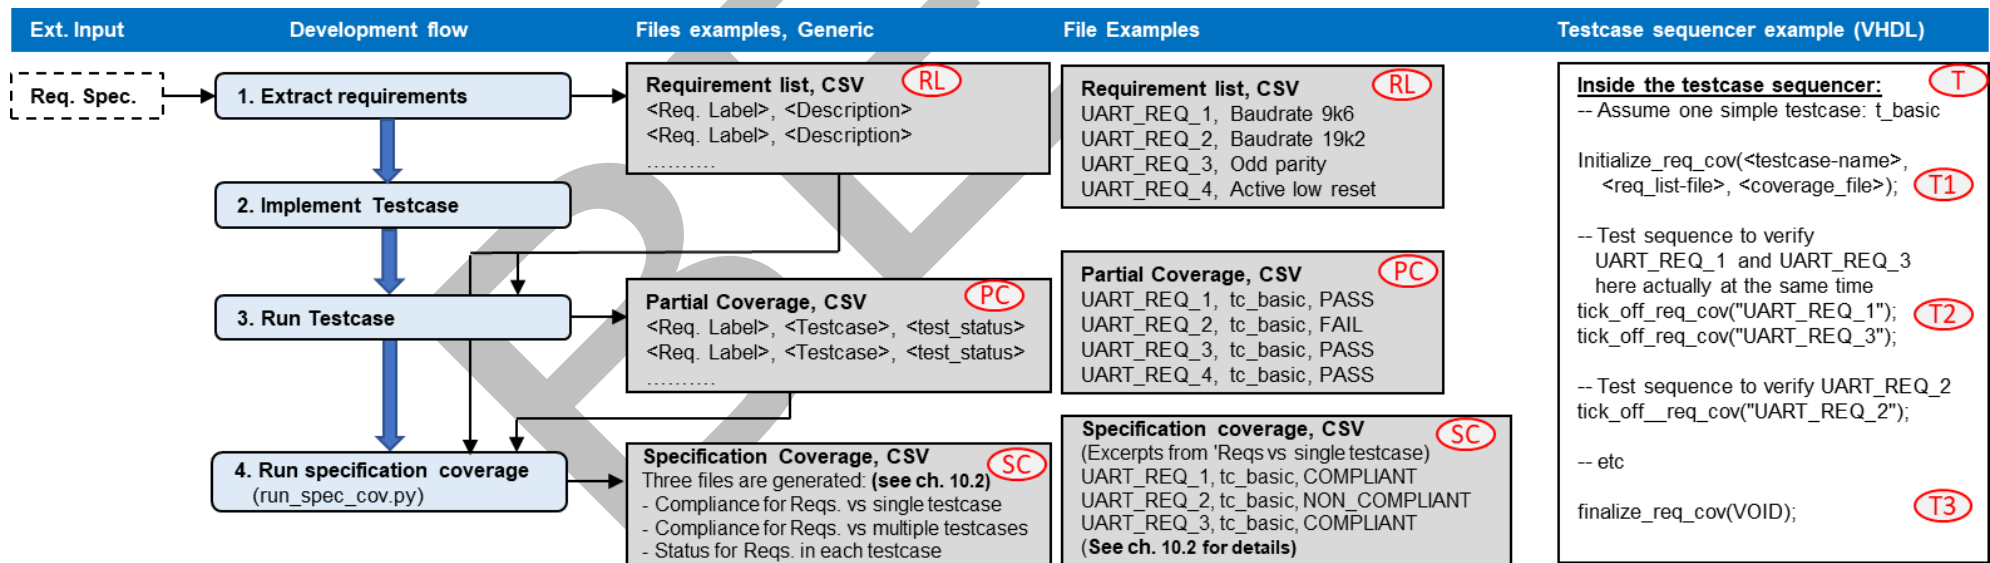 Ext. Input
Development flow
Files examples, Generic
File Examples
Testcase sequencer example (VHDL)
Req. Spec.
1. Extract requirements
2. Implement Testcase
3. Run Testcase
4. Run specification coverage
(run_spec_cov.py)
Requirement list, CSV
RL
<Req. Label>, <Description>
<Req. Label>, <Description>
..........
Partial Coverage, CSV
PC
<Req. Label>, <Testcase>, <test_status>
<Req. Label>, <Testcase>, <test_status>
..........
Specification Coverage, CSV
SC
Three files are generated: (see ch. 10.2)
- Compliance for Reqs. vs single testcase
- Compliance for Reqs. vs multiple testcases
- Status for Reqs. in each testcase
Requirement list, CSV
RL
UART_REQ_1, Baudrate 9k6
UART_REQ_2, Baudrate 19k2
UART_REQ_3, Odd parity
UART_REQ_4, Active low reset
Partial Coverage, CSV
PC
UART_REQ_1, tc_basic, PASS
UART_REQ_2, tc_basic, FAIL
UART_REQ_3, tc_basic, PASS
UART_REQ_4, tc_basic, PASS
Specification coverage, CSV
SC
(Excerpts from 'Reqs vs single testcase)
UART_REQ_1, tc_basic, COMPLIANT
UART_REQ_2, tc_basic, NON_COMPLIANT
UART_REQ_3, tc_basic, COMPLIANT
(See ch. 10.2 for details)
Inside the testcase sequencer:
T
-- Assume one simple testcase: t_basic
Initialize_req_cov(<testcase-name>,
<req_list-file>, <coverage_file>);
T1
-- Test sequence to verify
UART_REQ_1 and UART_REQ_3
here actually at the same time
tick_off_req_cov("UART_REQ_1");
T2
tick_off_req_cov("UART_REQ_3");
-- Test sequence to verify UART_REQ_2
tick_off__req_cov("UART_REQ_2");
-- etc
finalize_req_cov(VOID);
T3